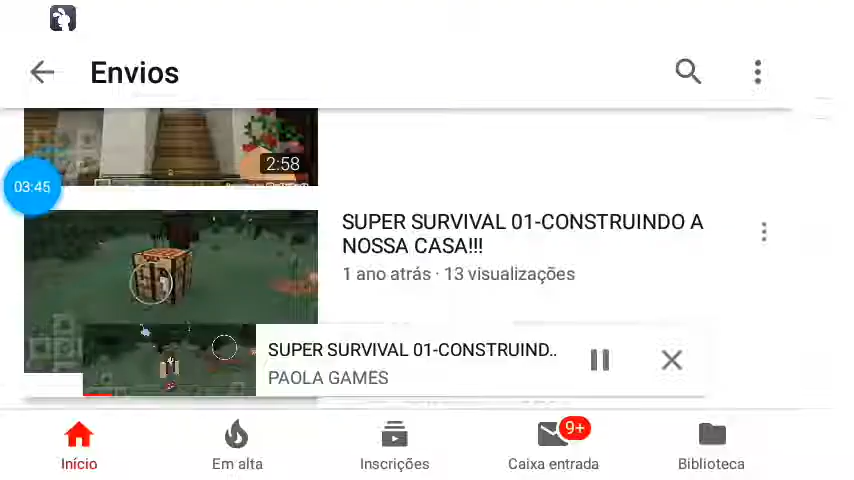 Envios
2:58
03:45
SUPER SURVIVAL 01-CONSTRUINDO A
NOSSA CASA!!!
1 ano atrás · 13 visualizações
SUPER SURVIVAL 01-CONSTRUIND..
PAOLA GAMES
9+
Início
Em alta
Inscrições
Caixa entrada
Biblioteca